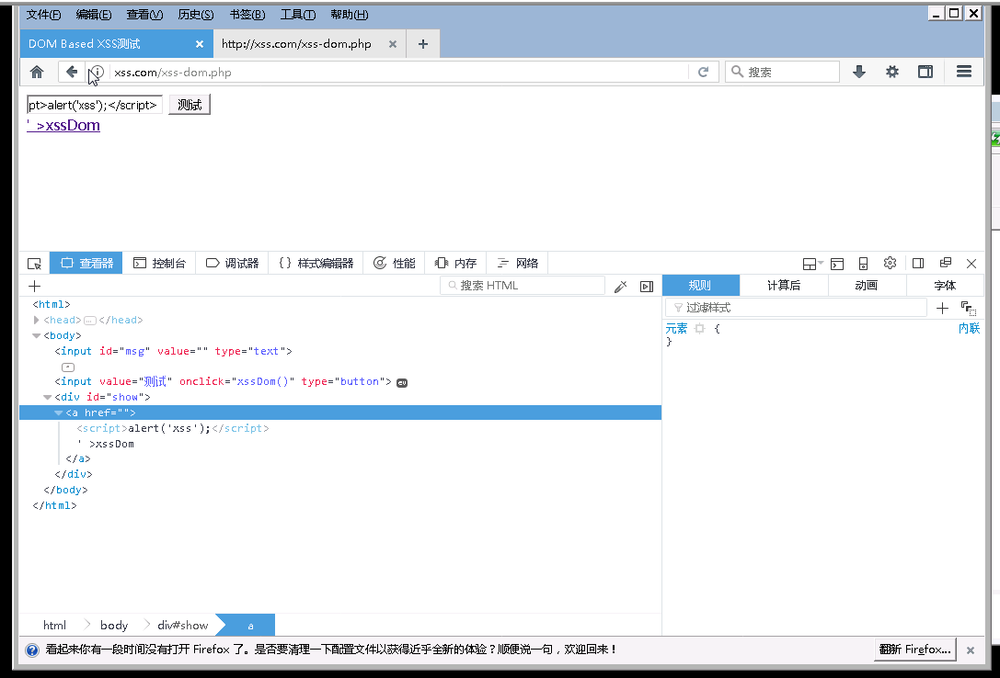 文件(F) 编辑(E) 查看(V) 历史(S) 书签(B) 工具(T) 帮助(H)
DOM Based XSS测试 http://xss.com/xss-dom.php
xss.com/xss-dom.php 搜索
pt>alert('xss');</script> 测试
' >xssDom
查看器 控制台 调试器 {} 样式编辑器 性能 内存 网络
搜索 HTML 规则 计算后 动画 字体
过滤样式
元素 { 内联
}
<html>
<head></head>
<body>
<input id="msg" value="" type="text">
<input value="测试" onclick="xssDom()" type="button"> ev
<div id="show">
<a href="">
<script>alert('xss');</script>
' >xssDom
</a>
</div>
</body>
</html>
html body div#show a
看起来你有一段时间没有打开 Firefox 了。是否要清理一下配置文件以获得近乎全新的体验？顺便说一句，欢迎回来！ 翻新 Firefox...